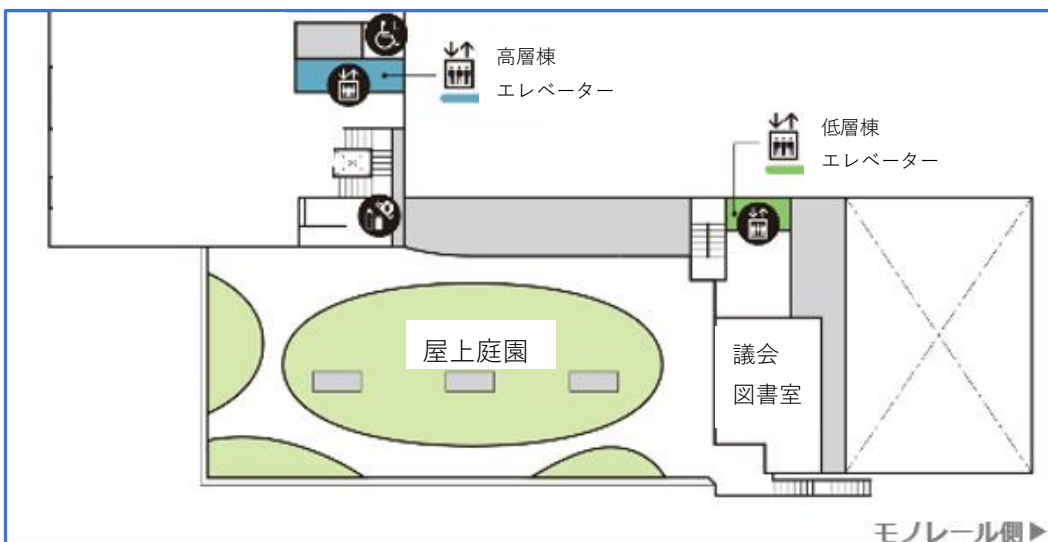 高層棟
エレベーター
低層棟
エレベーター
屋上庭園
議会
図書室
モノレール側▶